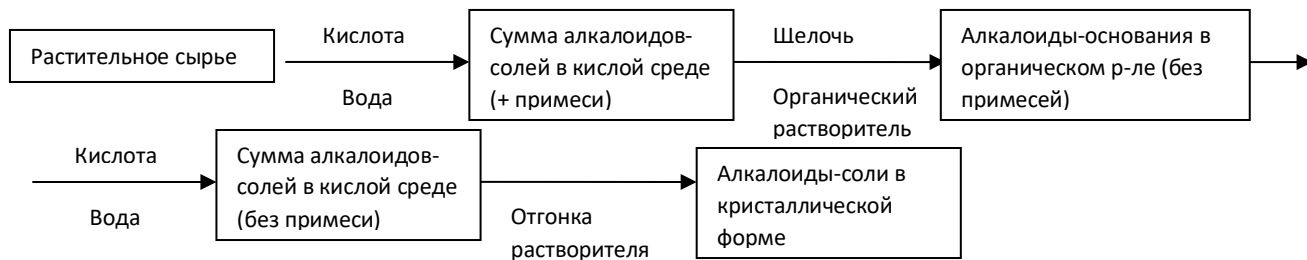 Растительное сырье
Кислота
Вода
Сумма алкалоидов-
солей в кислой среде
(+ примеси)
Щелочь
Органический
растворитель
Алкалоиды-основания в
органическом р-ле (без
примесей)
Кислота
Вода
Сумма алкалоидов-
солей в кислой среде
(без примеси)
Отгонка
растворителя
Алкалоиды-соли в
кристаллической
форме